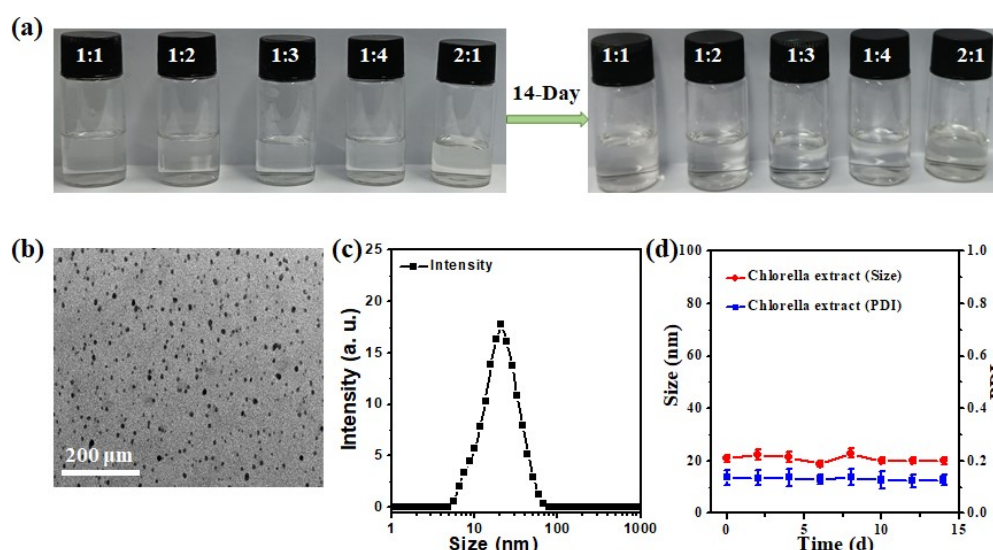 (a)
1:1 1:2 1:3 1:4 2:1
14-Day
1:1 1:2 1:3 1:4 2:1
(b)
200 μm
(c)
Intensity
Intensity (a. u.)
25
20
15
10
5
0
1 10 100 1000
Size (nm)
(d)
Chlorella extract (Size)
Chlorella extract (PDI)
Size (nm)
100
80
60
40
20
0
0 5 10 15
Time (d)
1.0
0.8
0.6
0.4
0.2
0.0